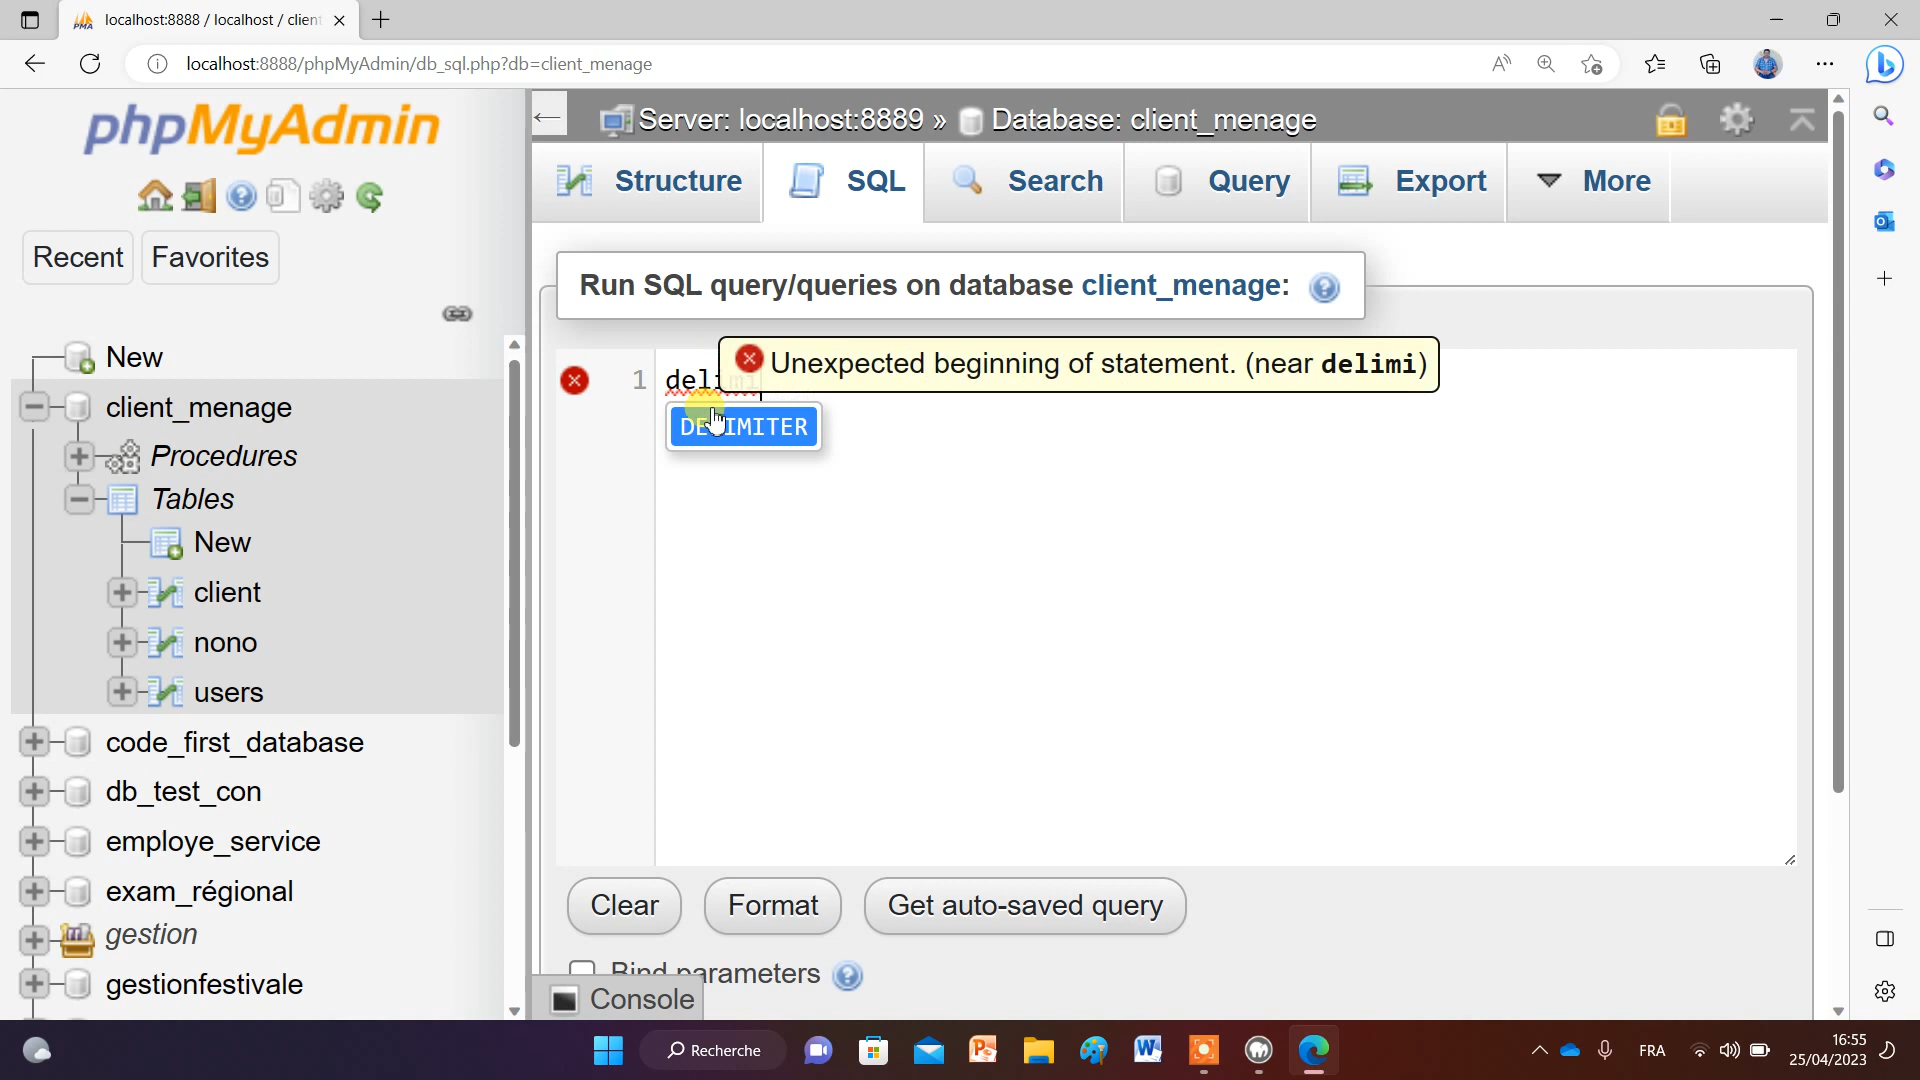 localhost:8888 / localhost / client
localhost:8888/phpMyAdmin/db_sql.php?db=client_menage
phpMyAdmin
Recent
Favorites
New
client_menage
Procedures
Tables
New
client
nono
users
code_first_database
db_test_con
employe_service
exam_régional
gestion
gestionfestivale
Server: localhost:8889 » Database: client_menage
Structure
SQL
Search
Query
Export
More
Run SQL query/queries on database client_menage:
Unexpected beginning of statement. (near delimi)
1 delimi
DELIMITER
Clear
Format
Get auto-saved query
Bind parameters
Console
Recherche
FRA
16:55
25/04/2023